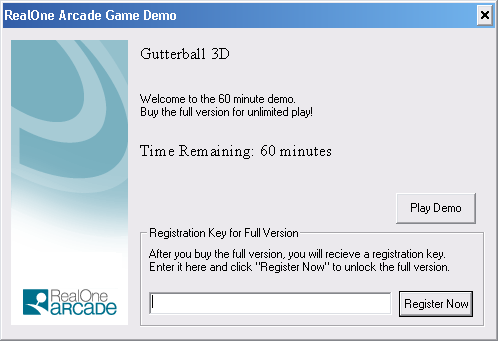 RealOne Arcade Game Demo
Gutterball 3D
Welcome to the 60 minute demo.
Buy the full version for unlimited play!
Time Remaining: 60 minutes
Play Demo
Registration Key for Full Version
After you buy the full version, you will recieve a registration key.
Enter it here and click "Register Now" to unlock the full version.
Register Now
RealOne
ARCADE